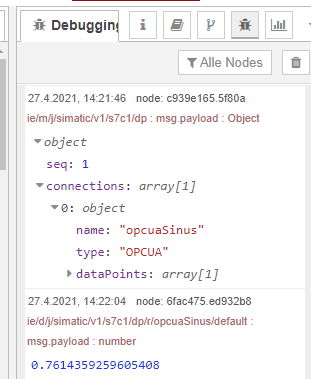 Debugging
Alle Nodes
27.4.2021, 14:21:46 node: c939e165.5f80a
ie/m/j/simatic/v1/s7c1/dp : msg.payload : Object
object
seq: 1
connections: array[1]
0: object
name: "opcuaSinus"
type: "OPCUA"
dataPoints: array[1]
27.4.2021, 14:22:04 node: 6fac475.ed932b8
ie/d/j/simatic/v1/s7c1/dp/r/opcuaSinus/default :
msg.payload : number
0.7614359259605408